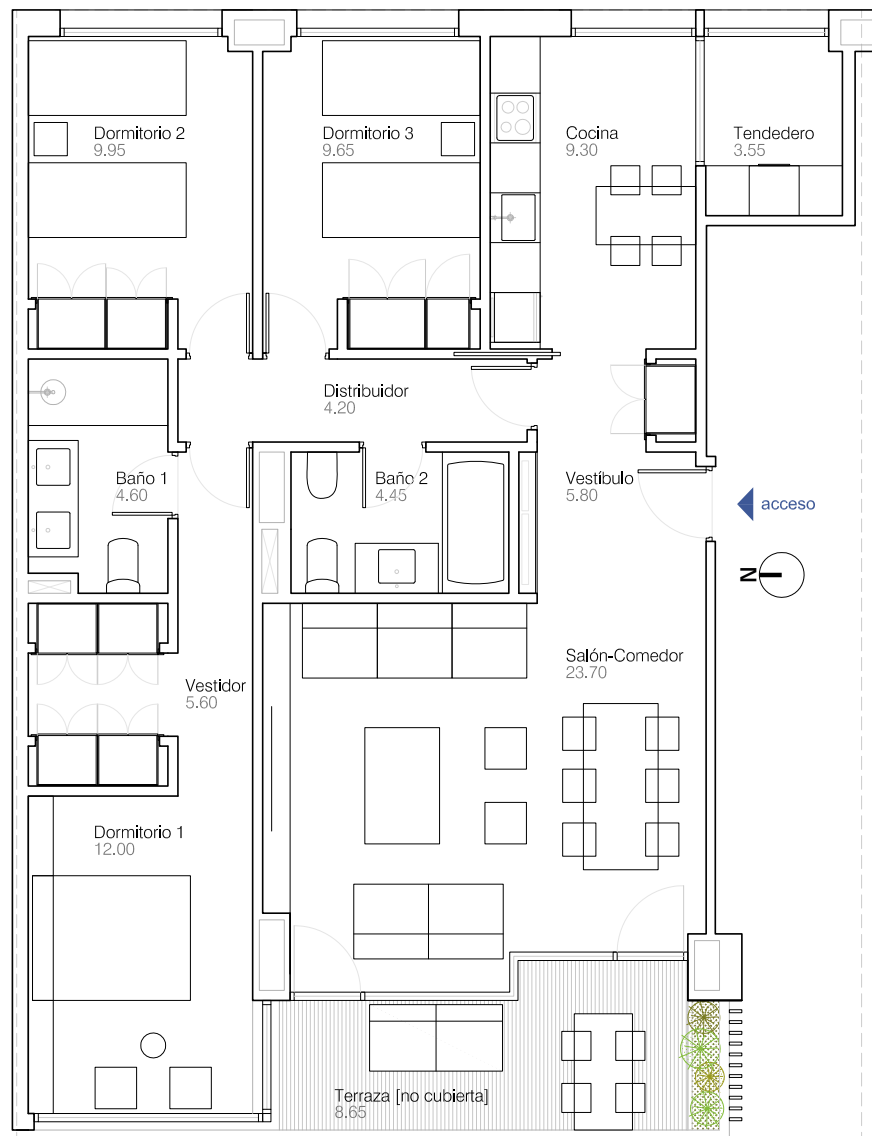 Dormitorio 2
9.95
Dormitorio 3
9.65
Cocina
9.30
Tendedero
3.55
Distribuidor
4.20
Baño 1
4.60
Baño 2
4.45
Vestíbulo
5.80
acceso
N
Salón-Comedor
23.70
Vestidor
5.60
Dormitorio 1
12.00
Terraza [no cubierta]
8.65